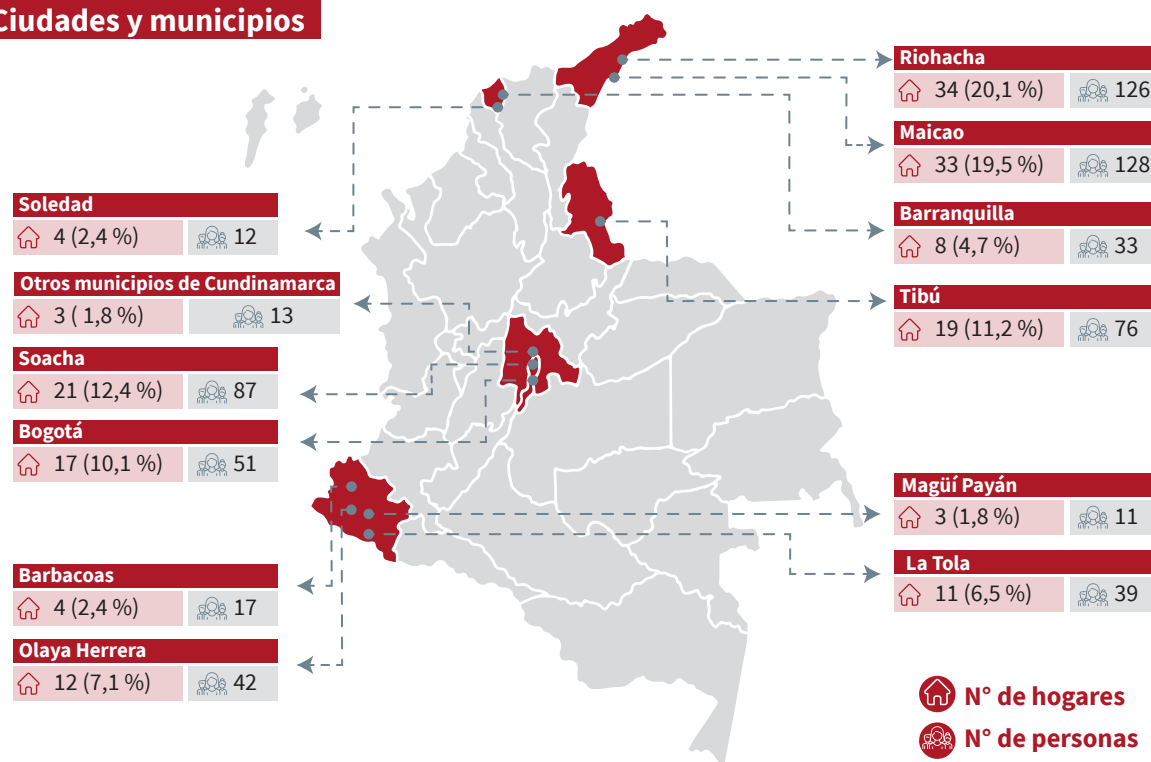 Ciudades y municipios
Soledad
4 (2,4 %) 12
Otros municipios de Cundinamarca
3 ( 1,8 %) 13
Soacha
21 (12,4 %) 87
Bogotá
17 (10,1 %) 51
Barbacoas
4 (2,4 %) 17
Olaya Herrera
12 (7,1 %) 42
Riohacha
34 (20,1 %) 126
Maicao
33 (19,5 %) 128
Barranquilla
8 (4,7 %) 33
Tibú
19 (11,2 %) 76
Magüí Payán
3 (1,8 %) 11
La Tola
11 (6,5 %) 39
N° de hogares
N° de personas